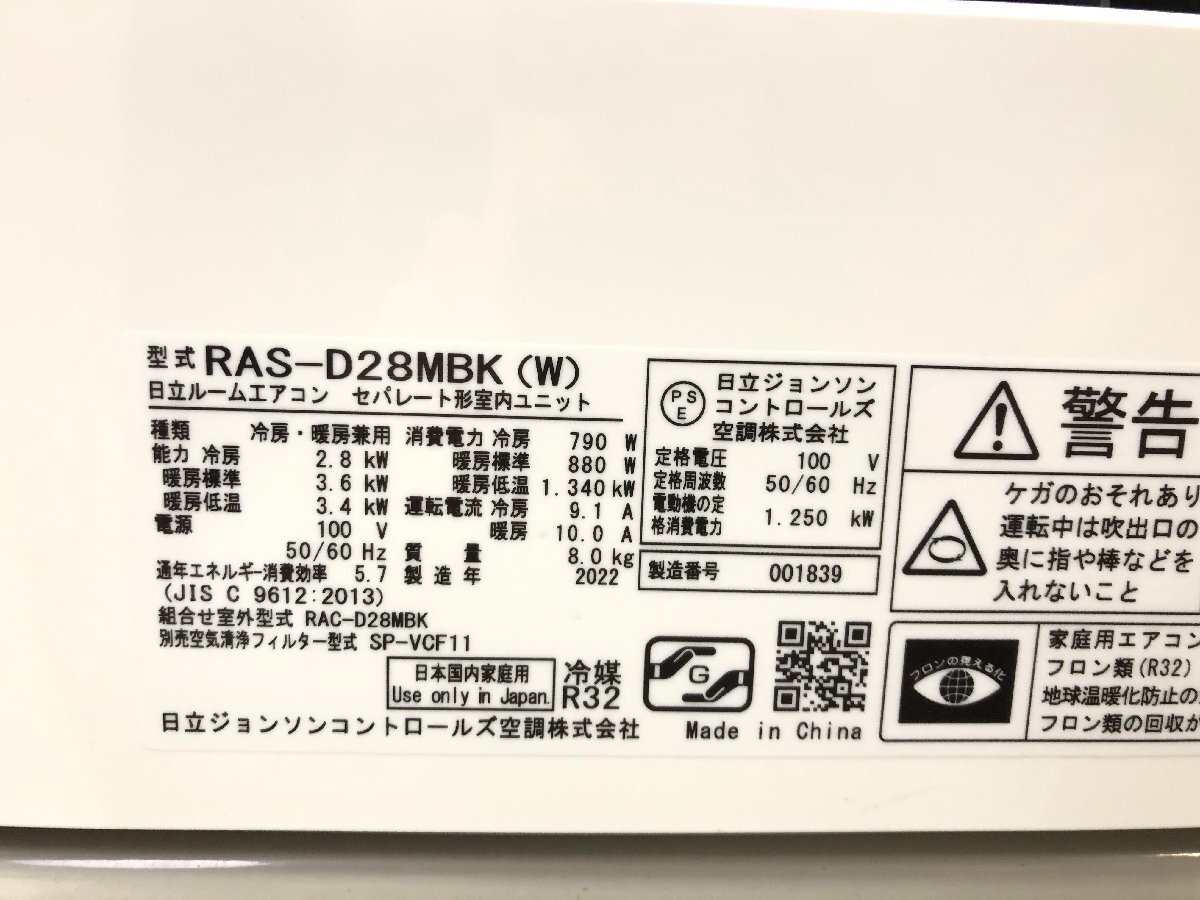 型式 RAS-D28MBK (W)
日立ルームエアコン セパレート形室内ユニット
種類 冷房・暖房兼用
能力 冷房 2.8 kW
暖房標準 3.6 kW
暖房低温 3.4 kW
電源 100 V
50/60 Hz
通年エネルギー消費効率 5.7
(JIS C 9612:2013)
消費電力 冷房 790 W
暖房標準 880 W
暖房低温 1.340 kW
運転電流 冷房 9.1 A
暖房 10.0 A
質量 8.0 kg
製造年 2022
組合せ室外型式 RAC-D28MBK
別売空気清浄フィルター型式 SP-VCF11
日本国内家庭用
Use only in Japan.
冷媒
R32
日立ジョンソンコントロールズ空調株式会社
PS
E
日立ジョンソン
コントロールズ
空調株式会社
定格電圧 100 V
定格周波数 50/60 Hz
電動機の定
格消費電力 1.250 kW
製造番号 001839
G
Made in China
警告
ケガのおそれあり
運転中は吹出口の
奥に指や棒などを
入れないこと
フロンの見える化
家庭用エアコン
フロン類(R32)
地球温暖化防止の
フロン類の回収が